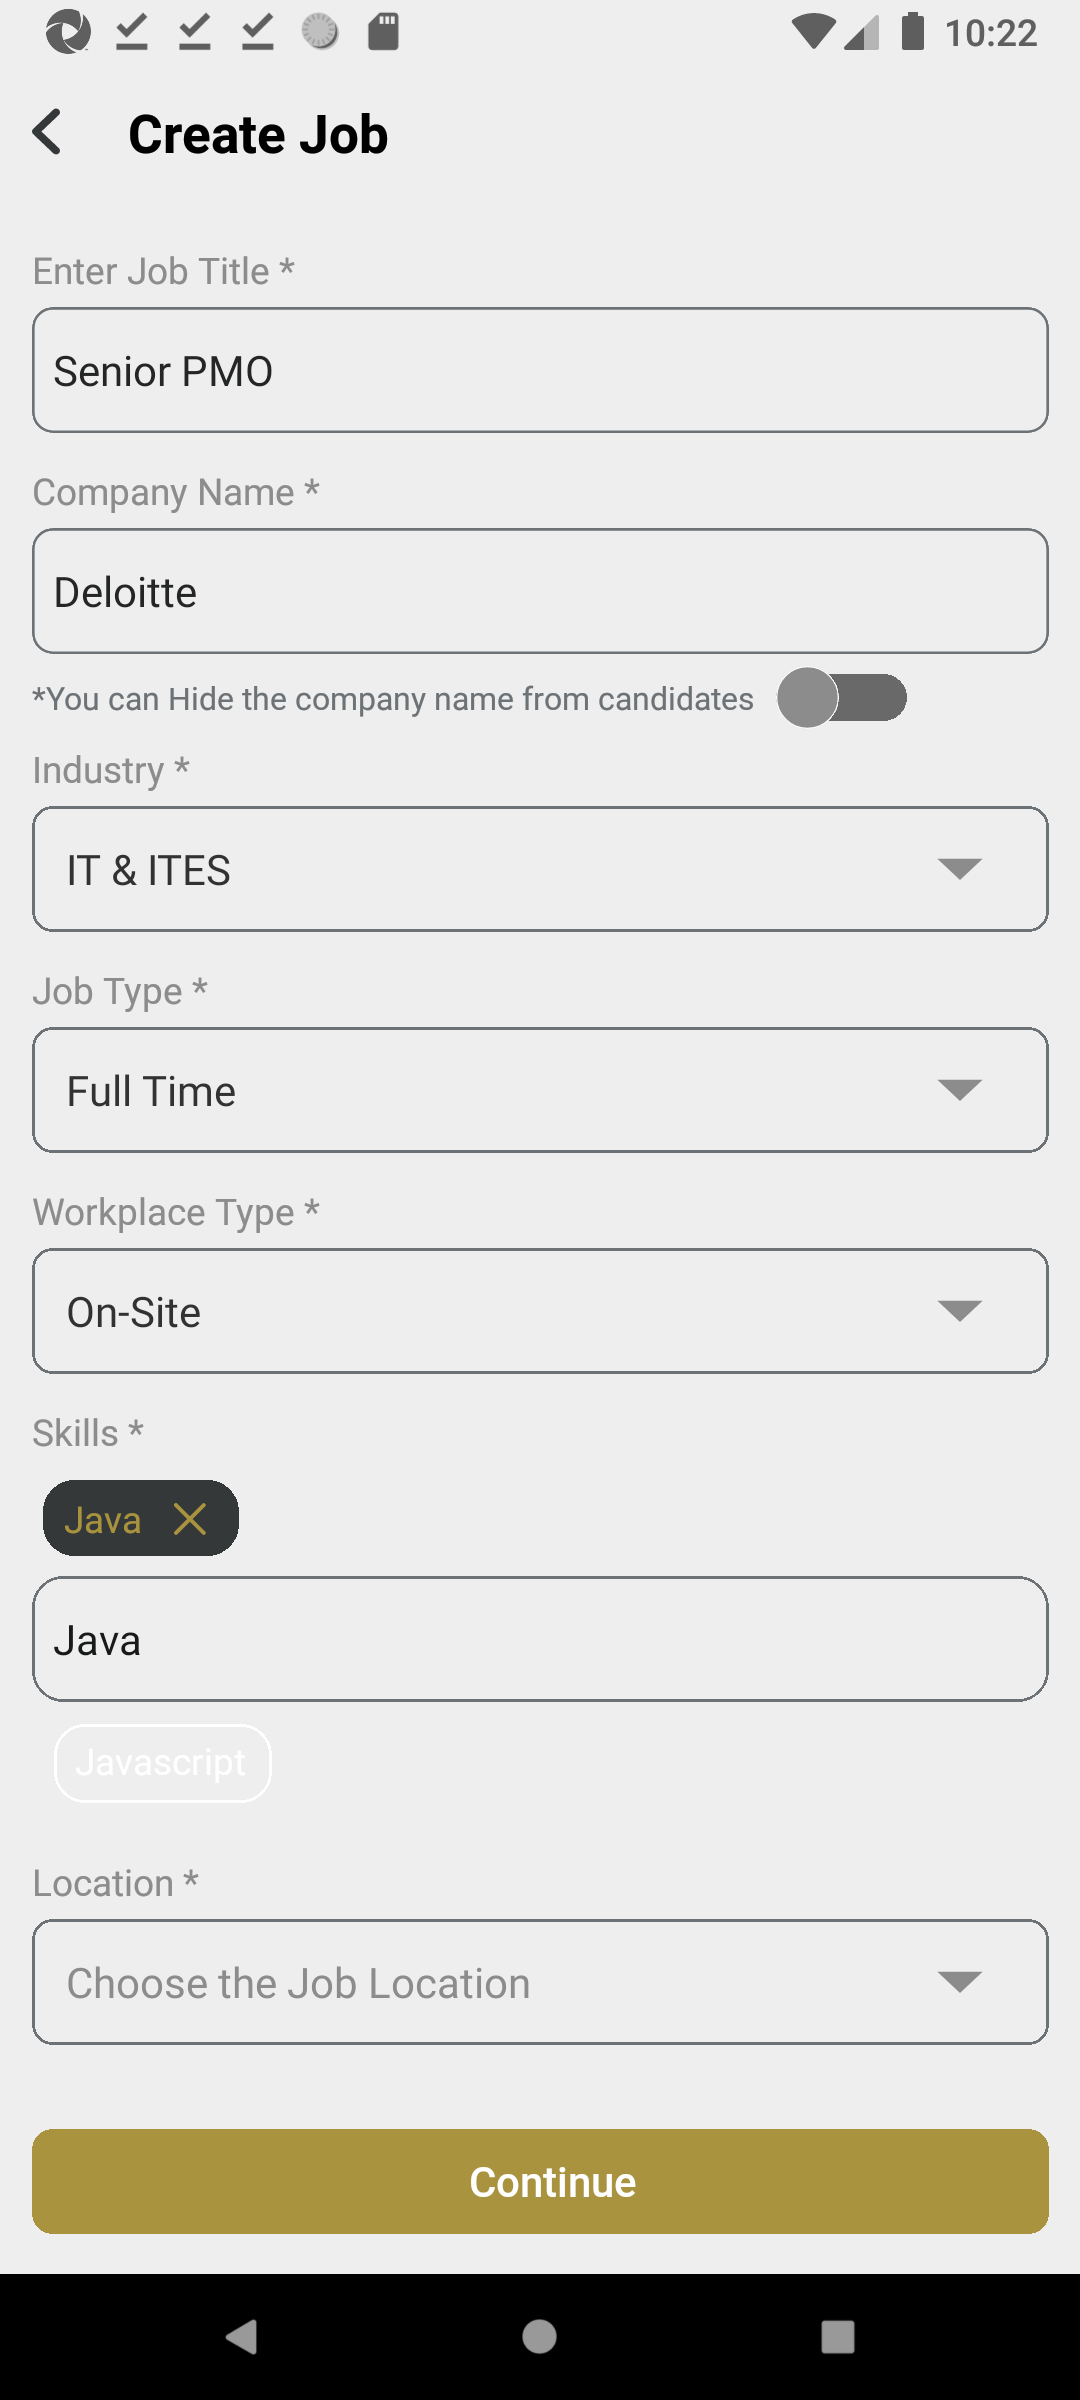 10:22
Create Job
Enter Job Title *
Senior PMO
Company Name *
Deloitte
*You can Hide the company name from candidates
Industry *
IT & ITES
Job Type *
Full Time
Workplace Type *
On-Site
Skills *
Java
Java
Javascript
Location *
Choose the Job Location
Continue